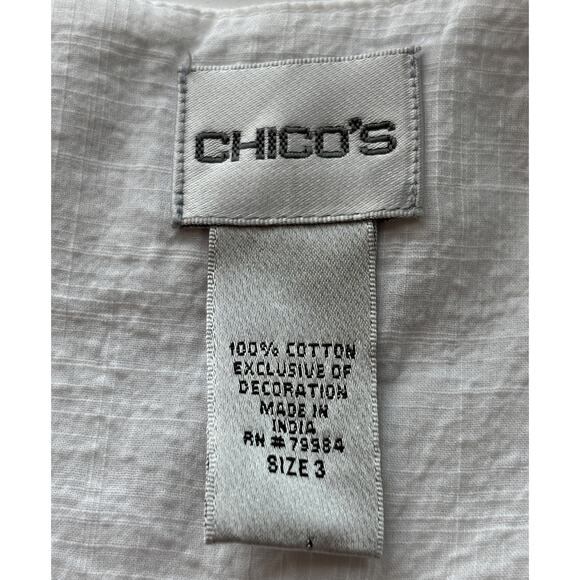 CHICO'S
100% COTTON
EXCLUSIVE OF
DECORATION
MADE IN
INDIA
RN # 79984
SIZE 3